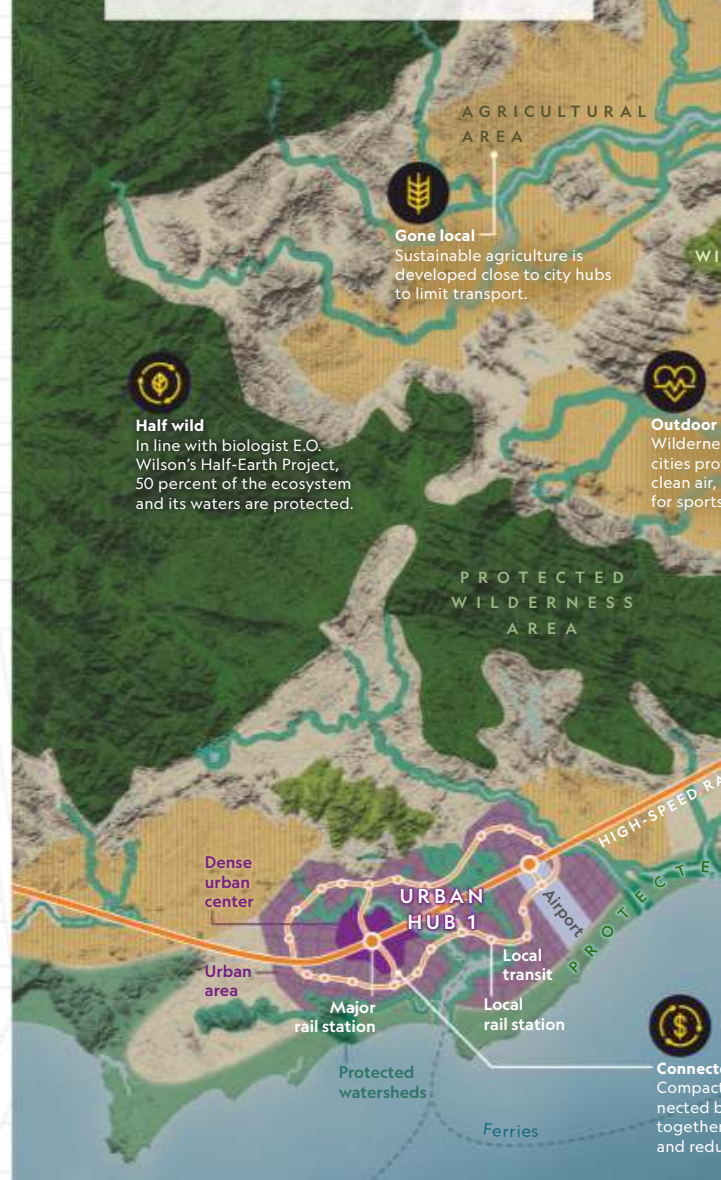 AGRICULTURAL
AREA
Gone local
Sustainable agriculture is
developed close to city hubs
to limit transport.
WI
Half wild
In line with biologist E.O.
Wilson’s Half-Earth Project,
50 percent of the ecosystem
and its waters are protected.
Outdoor
Wilderne
cities pro
clean air,
for sports
PROTECTED
WILDERNESS
AREA
HIGH-SPEED RA
PROTECTE
Dense
urban
center
URBAN
HUB 1
Airport
Urban
area
Local
transit
Major
rail station
Local
rail station
Protected
watersheds
Ferries
$
Connecte
Compact
nected b
together
and redu